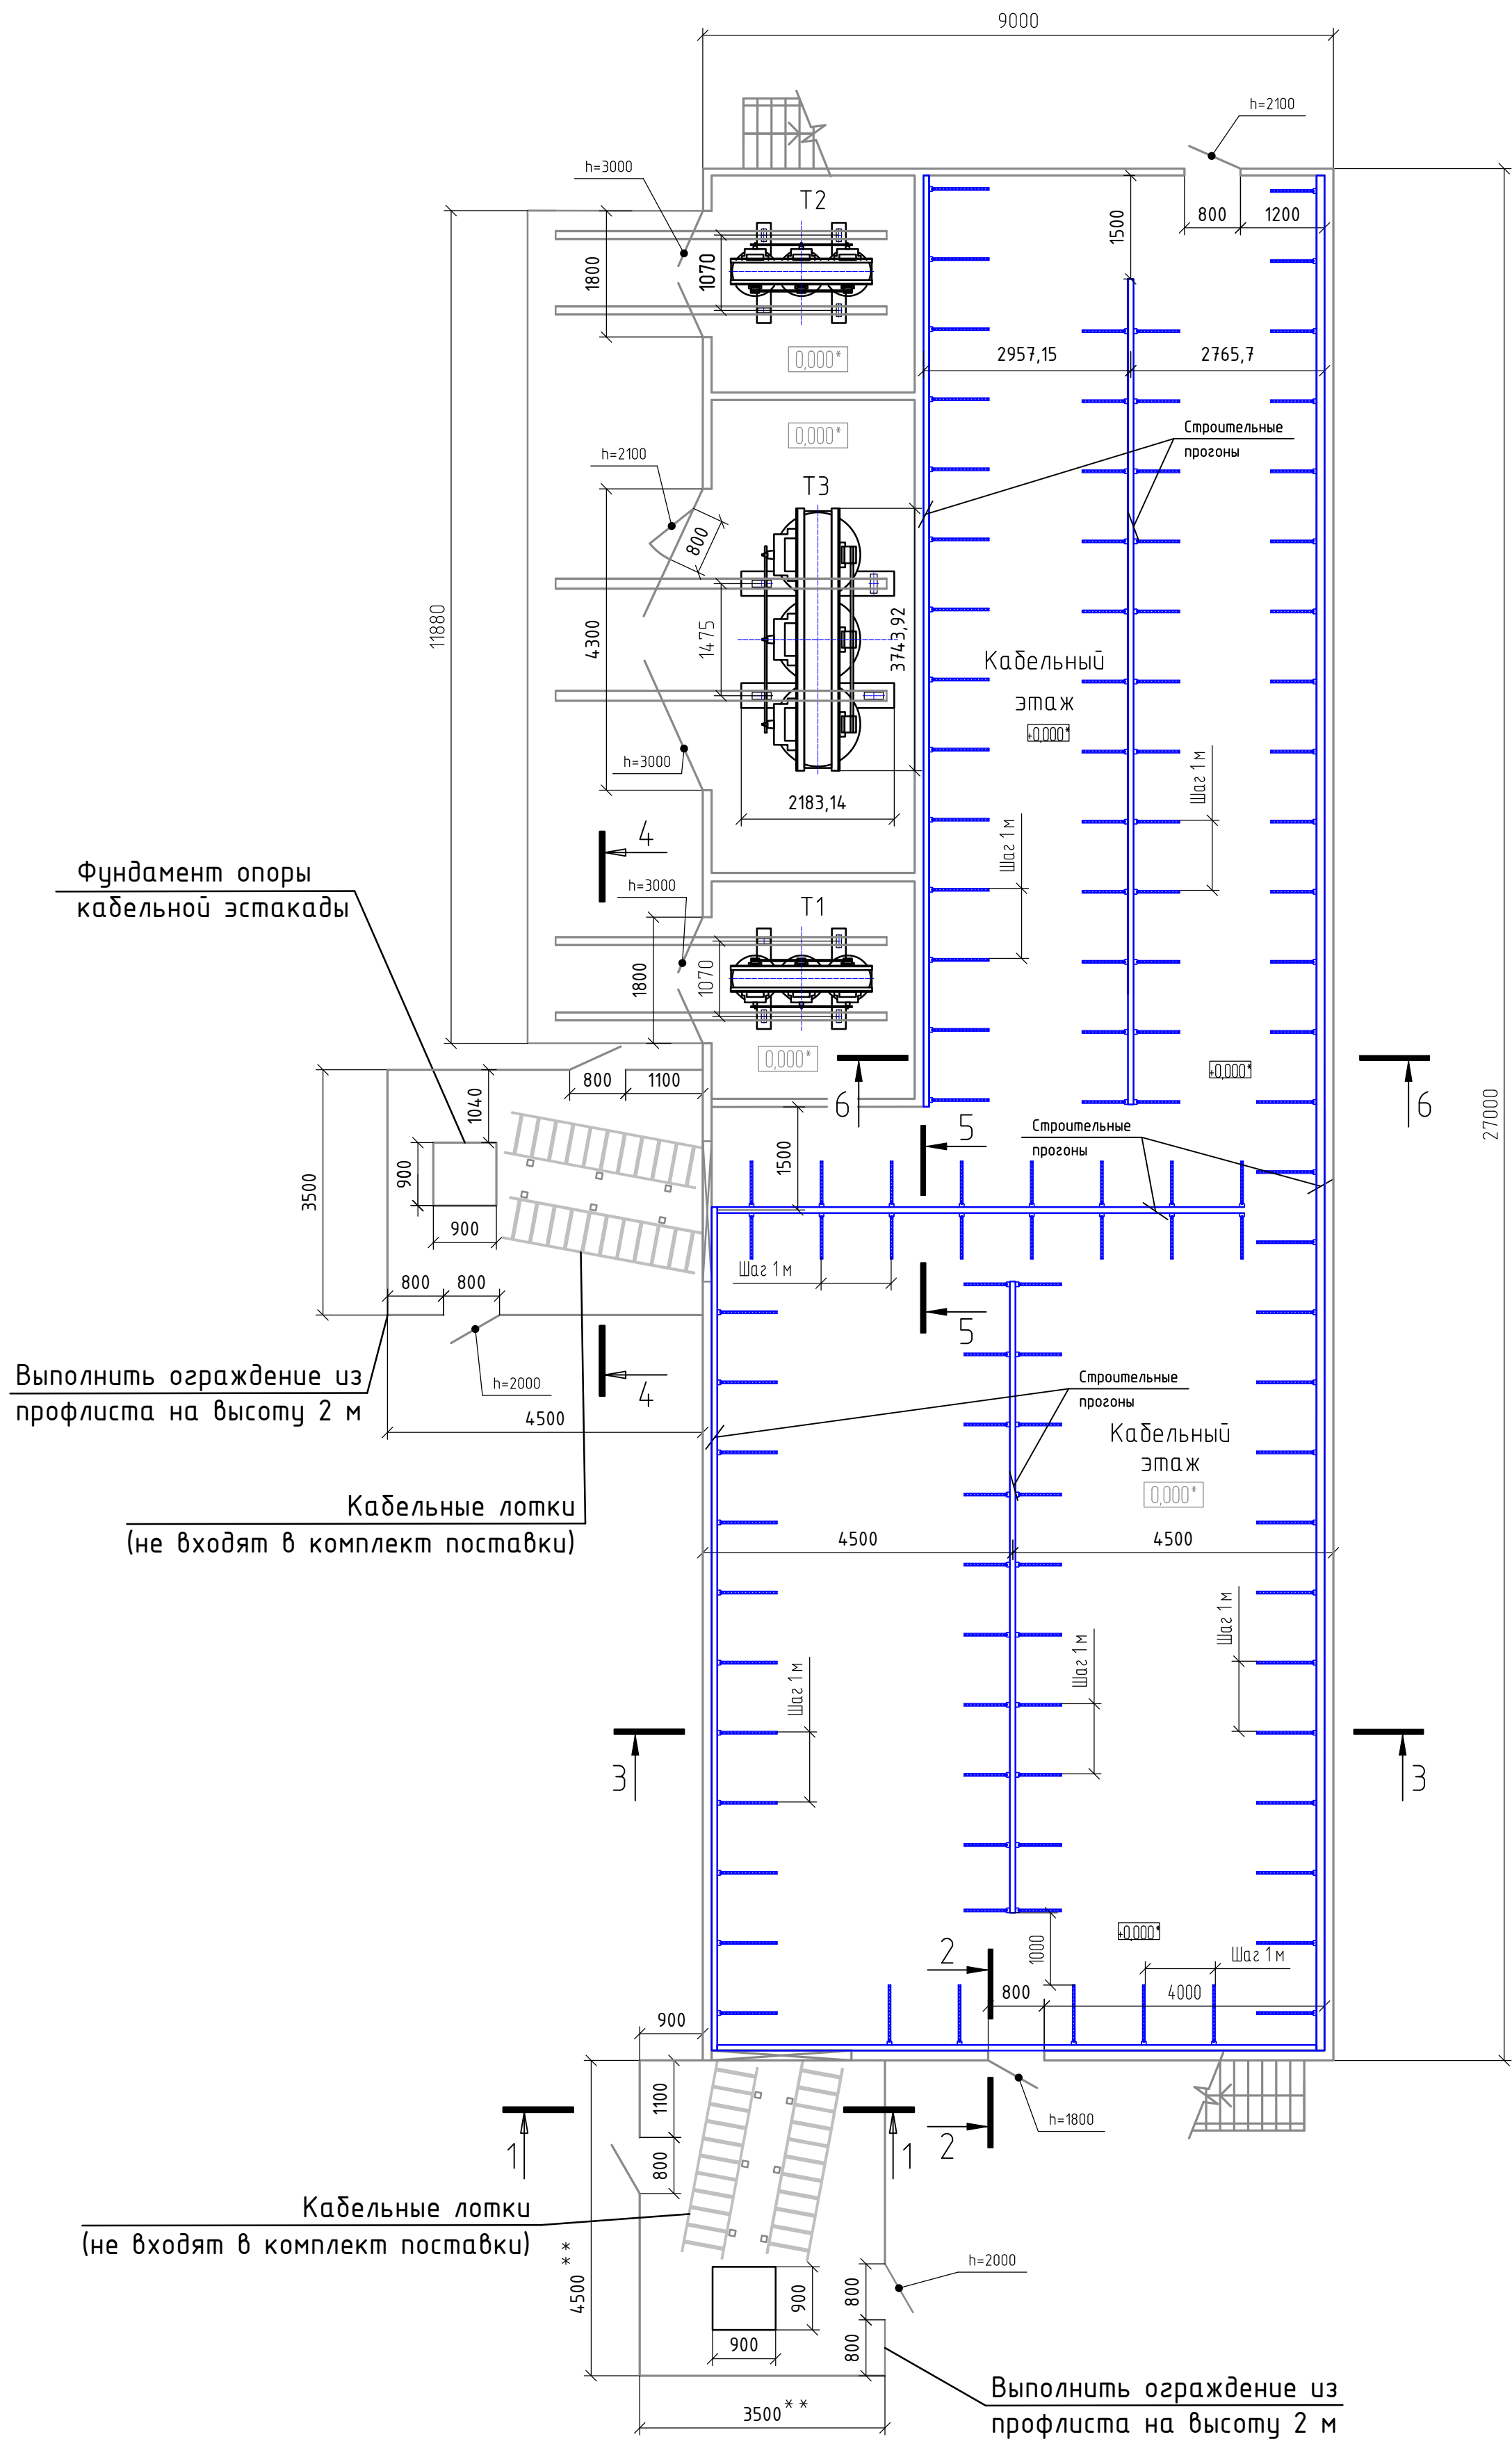 9000
h=2100
h=3000
T2
1500
800
1200
1800
1070
0,000*
2957,15
2765,7
0,000*
Строительные
прогоны
h=2100
T3
800
11880
4300
1475
3743,92
Кабельный
этаж
+0,000*
h=3000
Шаг 1 м
2183,14
Шаг 1 м
4
Фундамент опоры
кабельной эстакады
h=3000
T1
1800
1070
0,000*
+0,000*
800
1100
6
6
1040
27000
5
Строительные
прогоны
900
1500
3500
900
Шаг 1 м
800
800
5
Выполнить ограждение из
профлиста на высоту 2 м
h=2000
4
4500
Строительные
прогоны
Кабельный
этаж
0,000*
Кабельные лотки
(не входят в комплект поставки)
4500
4500
Шаг 1 м
Шаг 1 м
Шаг 1 м
3
3
+0,000*
2
1000
Шаг 1 м
800
4000
900
1100
h=1800
1
1
2
800
Кабельные лотки
(не входят в комплект поставки)
4500**
h=2000
900
800
900
800
Выполнить ограждение из
профлиста на высоту 2 м
3500**